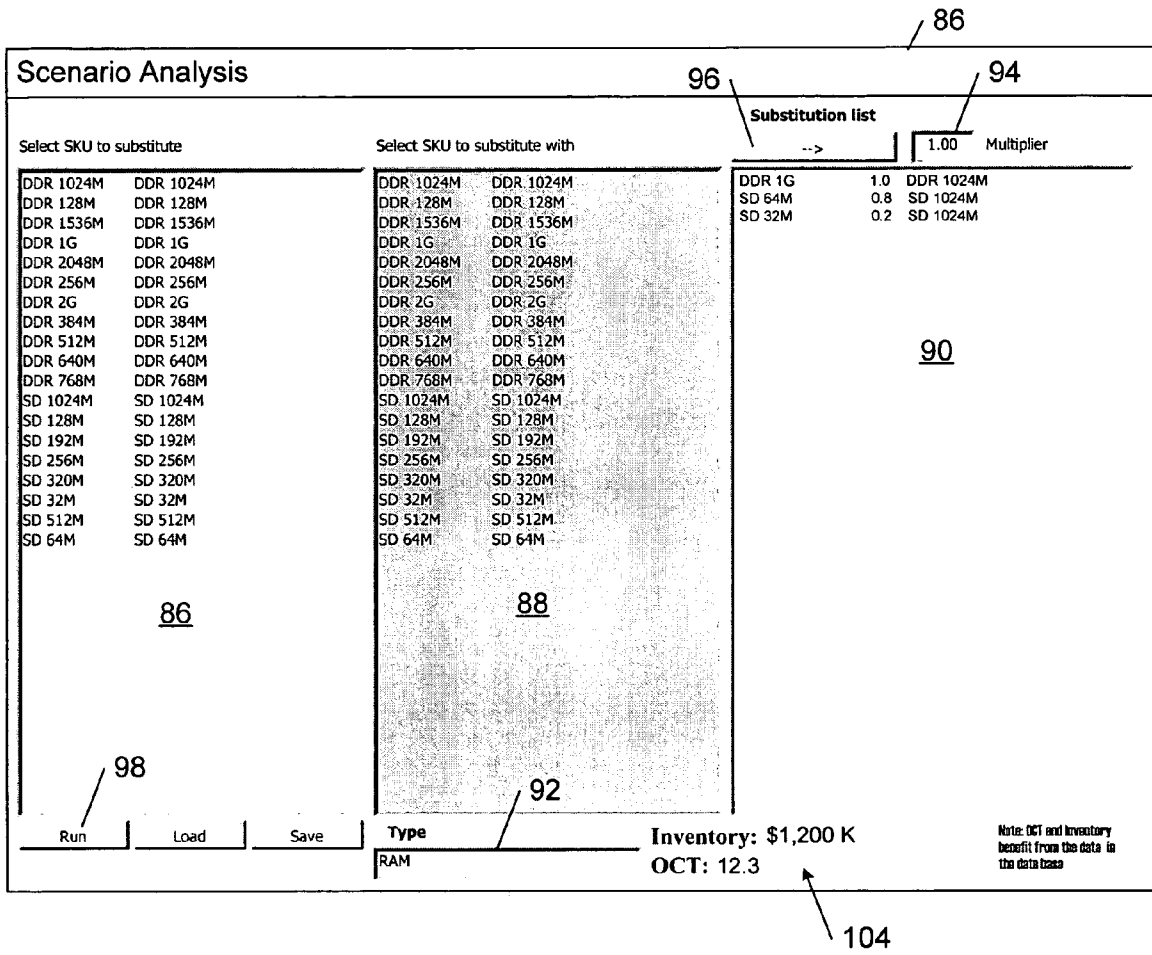 86
Scenario Analysis
96
94
Substitution list
Select SKU to substitute
Select SKU to substitute with
-->
1.00 Multiplier
DDR 1024M DDR 1024M
DDR 128M DDR 128M
DDR 1536M DDR 1536M
DDR 1G DDR 1G
DDR 2048M DDR 2048M
DDR 256M DDR 256M
DDR 2G DDR 2G
DDR 384M DDR 384M
DDR 512M DDR 512M
DDR 640M DDR 640M
DDR 768M DDR 768M
SD 1024M SD 1024M
SD 128M SD 128M
SD 192M SD 192M
SD 256M SD 256M
SD 320M SD 320M
SD 32M SD 32M
SD 512M SD 512M
SD 64M SD 64M
86
DDR 1024M DDR 1024M
DDR 128M DDR 128M
DDR 1536M DDR 1536M
DDR 1G DDR 1G
DDR 2048M DDR 2048M
DDR 256M DDR 256M
DDR 2G DDR 2G
DDR 384M DDR 384M
DDR 512M DDR 512M
DDR 640M DDR 640M
DDR 768M DDR 768M
SD 1024M SD 1024M
SD 128M SD 128M
SD 192M SD 192M
SD 256M SD 256M
SD 320M SD 320M
SD 32M SD 32M
SD 512M SD 512M
SD 64M SD 64M
88
DDR 1G 1.0 DDR 1024M
SD 64M 0.8 SD 1024M
SD 32M 0.2 SD 1024M
90
98
92
Run Load Save
Type
RAM
Inventory: $1,200 K
OCT: 12.3
Note: OCT and Inventory
benefit from the data in
the data base
104